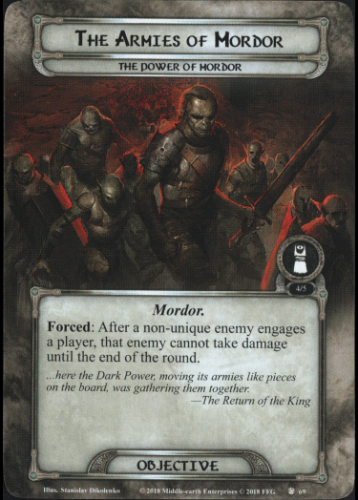 THE ARMIES OF MORDOR
THE POWER OF MORDOR
4/5
Mordor.
Forced: After a non-unique enemy engages
a player, that enemy cannot take damage
until the end of the round.
...here the Dark Power, moving its armies like pieces
on the board, was gathering them together.
—The Return of the King
OBJECTIVE
Illus. Stanislav Dikolenko
©2018 Middle-earth Enterprises ©2018 FFG
69